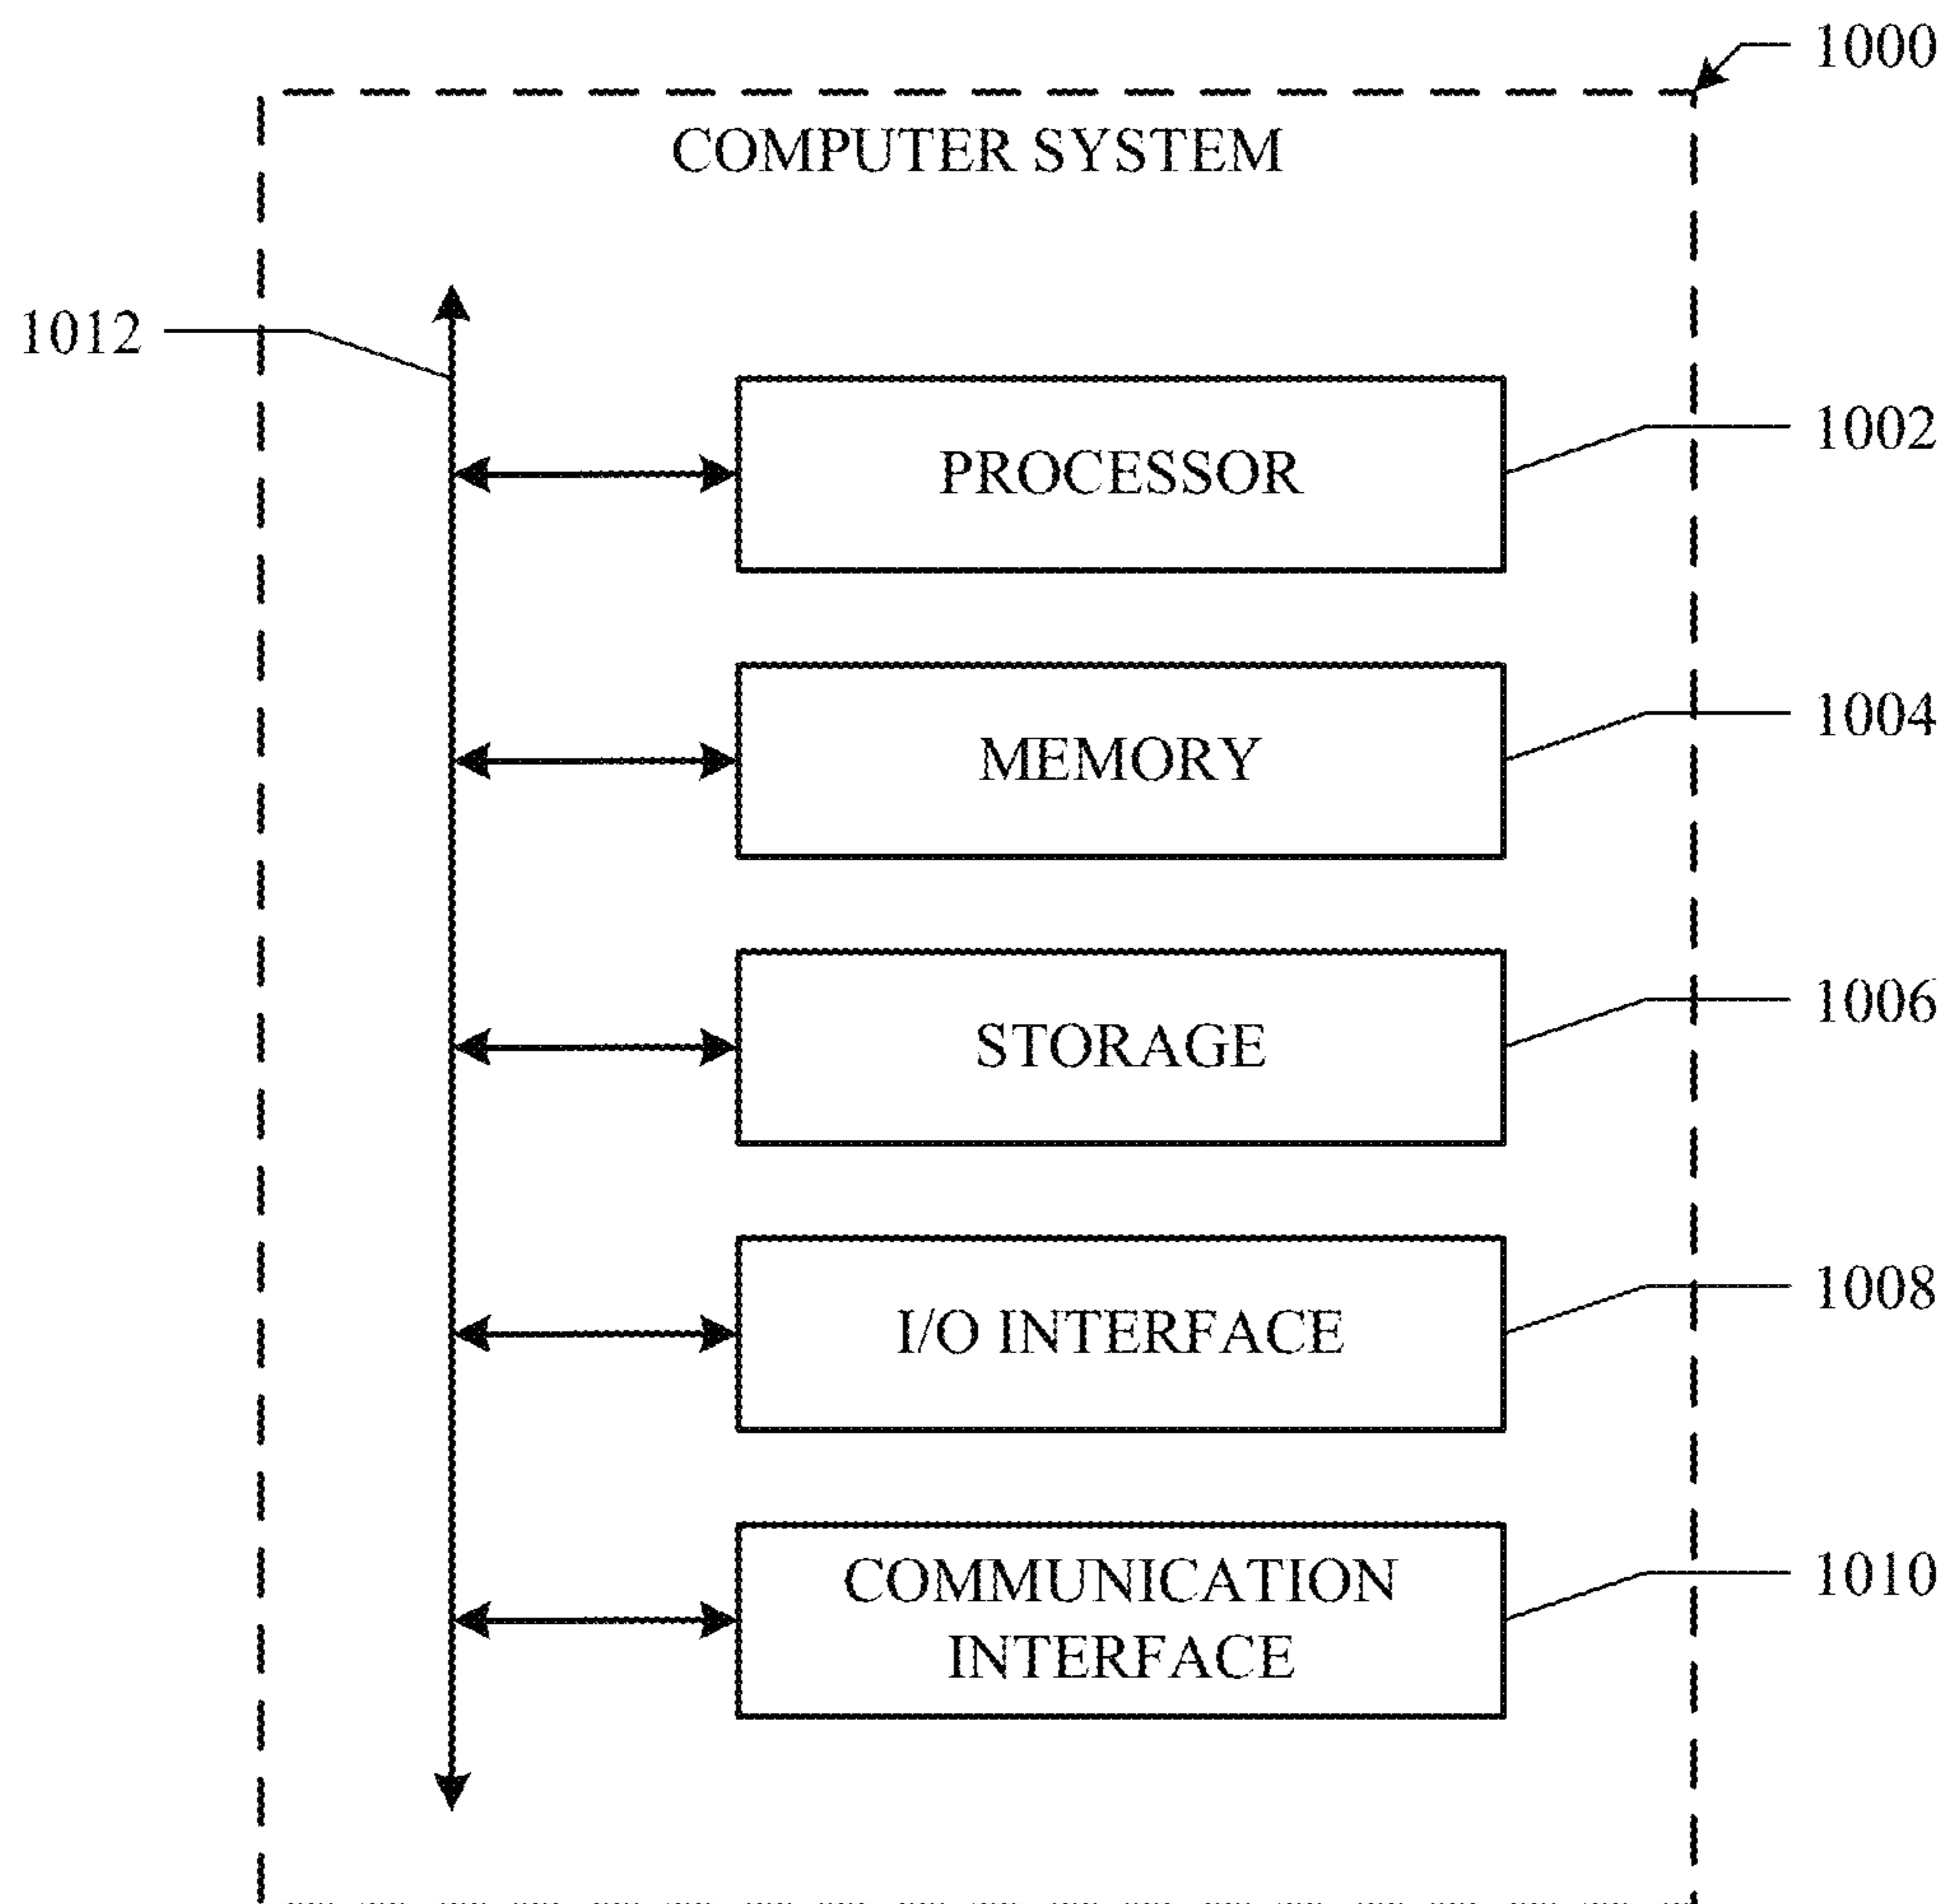 1000
COMPUTER SYSTEM
1012
PROCESSOR
1002
MEMORY
1004
STORAGE
1006
I/O INTERFACE
1008
COMMUNICATION
INTERFACE
1010